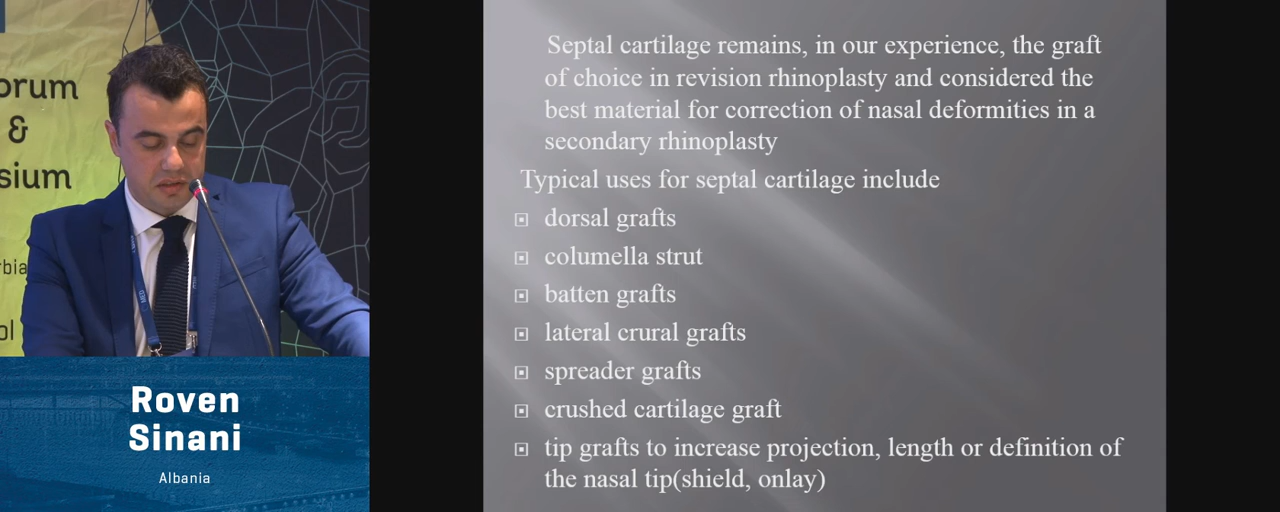 &
Roven
Sinani
Albania
Septal cartilage remains, in our experience, the graft
of choice in revision rhinoplasty and considered the
best material for correction of nasal deformities in a
secondary rhinoplasty
Typical uses for septal cartilage include
dorsal grafts
columella strut
batten grafts
lateral crural grafts
spreader grafts
crushed cartilage graft
tip grafts to increase projection, length or definition of
the nasal tip(shield, onlay)